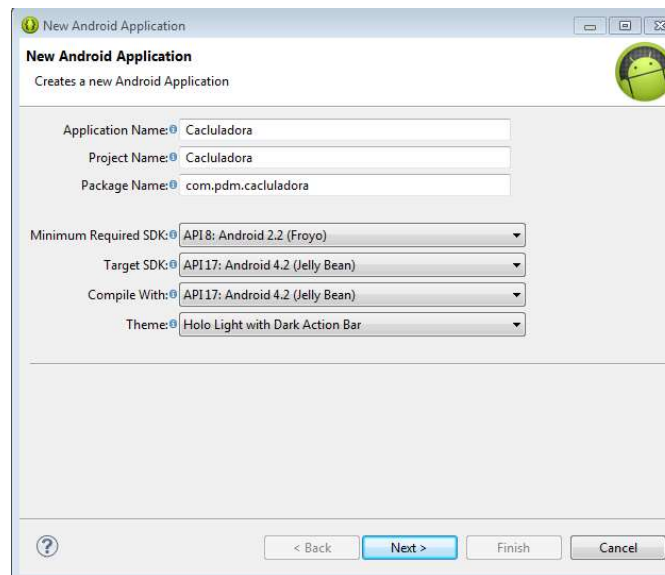 New Android Application
New Android Application
Creates a new Android Application
Application Name: Cacluladora
Project Name: Cacluladora
Package Name: com.pdm.cacluladora
Minimum Required SDK: API 8: Android 2.2 (Froyo)
Target SDK: API 17: Android 4.2 (Jelly Bean)
Compile With: API 17: Android 4.2 (Jelly Bean)
Theme: Holo Light with Dark Action Bar
? < Back Next > Finish Cancel